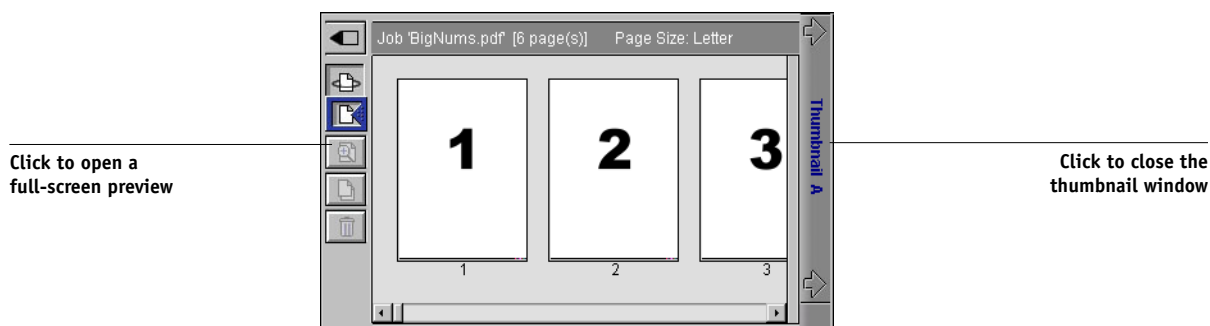 Job 'BigNums.pdf' [6 page(s)] Page Size: Letter
1 2 3
1 2 3
Thumbnail A
Click to open a
full-screen preview
Click to close the
thumbnail window